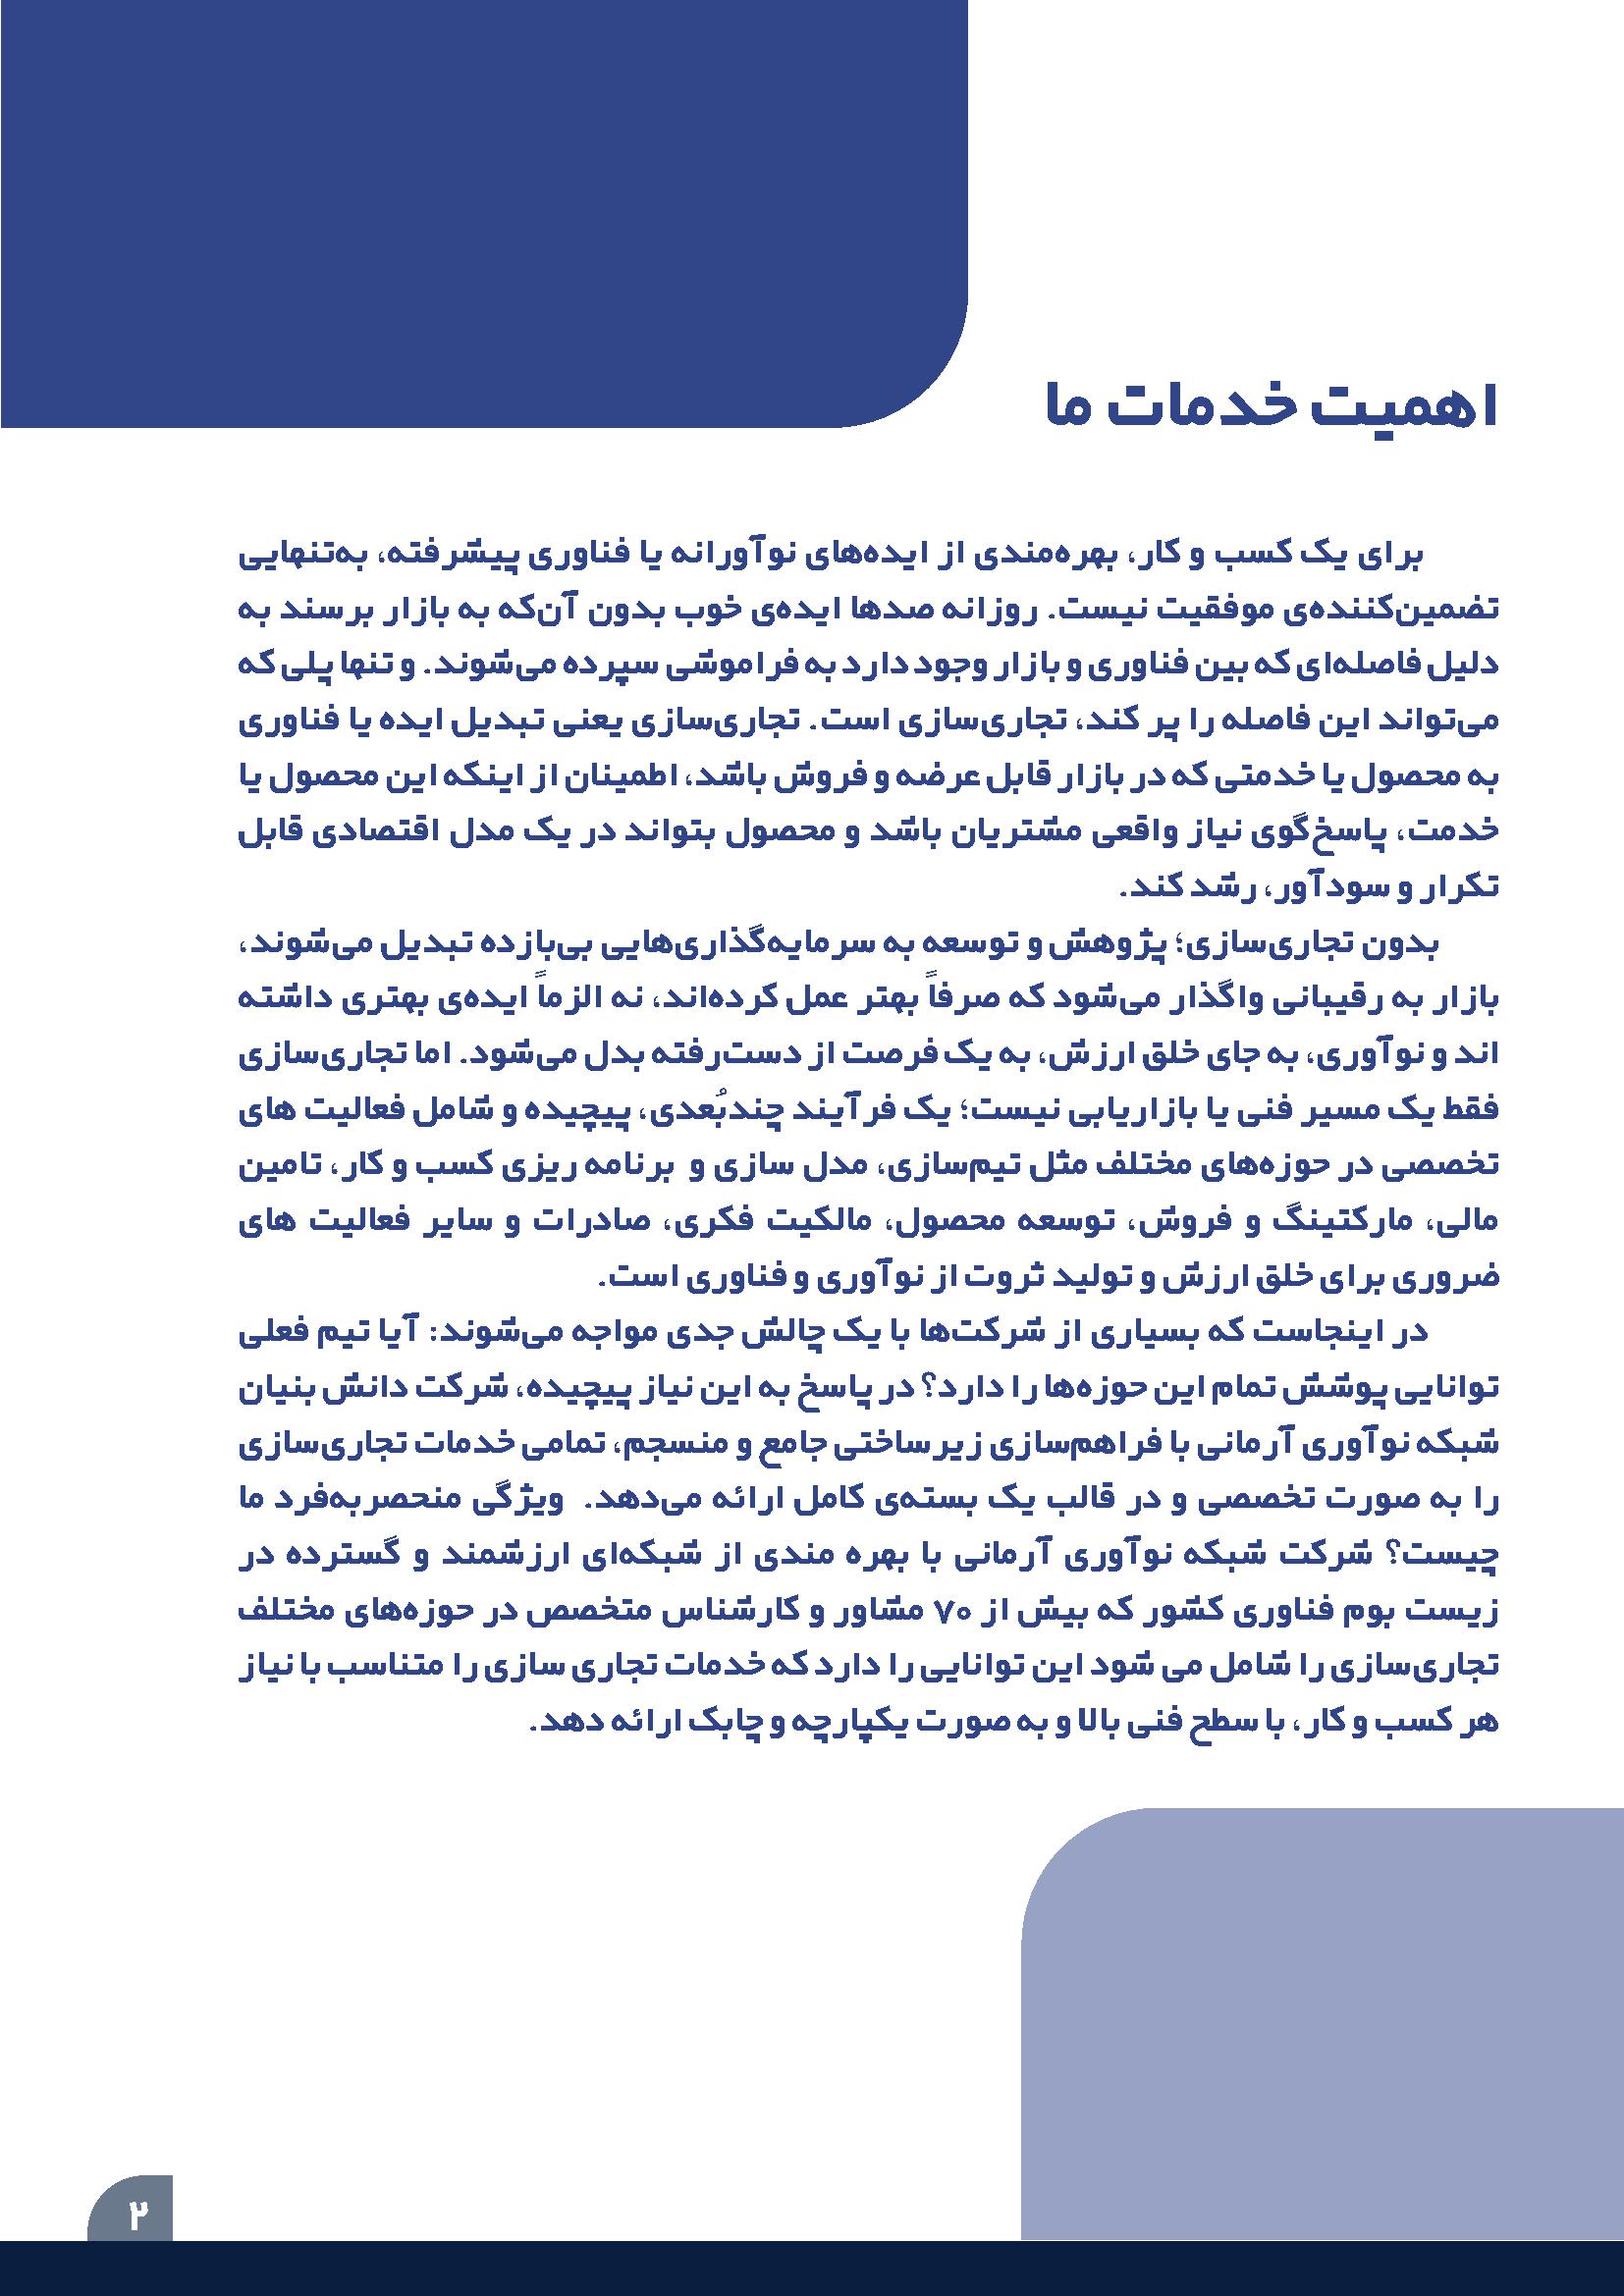 اهمیت خدمات ما
برای یک کسب و کار، بهره‌مندی از ایده‌های نوآورانه یا فناوری پیشرفته، به‌تنهایی
تضمین‌کننده‌ی موفقیت نیست. روزانه صدها ایده‌ی خوب بدون آن‌که به بازار برسند به
دلیل فاصله‌ای که بین فناوری و بازار وجود دارد به فراموشی سپرده می‌شوند. و تنها پلی که
می‌تواند این فاصله را پر کند، تجاری‌سازی است. تجاری‌سازی یعنی تبدیل ایده یا فناوری
به محصول یا خدمتی که در بازار قابل عرضه و فروش باشد، اطمینان از اینکه این محصول یا
خدمت، پاسخ‌گوی نیاز واقعی مشتریان باشد و محصول بتواند در یک مدل اقتصادی قابل
تکرار و سودآور، رشد کند.
بدون تجاری‌سازی؛ پژوهش و توسعه به سرمایه‌گذاری‌هایی بی‌بازده تبدیل می‌شوند،
بازار به رقیبانی واگذار می‌شود که صرفاً بهتر عمل کرده‌اند، نه الزماً ایده‌ی بهتری داشته
اند و نوآوری، به جای خلق ارزش، به یک فرصت از دست‌رفته بدل می‌شود. اما تجاری‌سازی
فقط یک مسیر فنی یا بازاریابی نیست؛ یک فرآیند چندبُعدی، پیچیده و شامل فعالیت های
تخصصی در حوزه‌های مختلف مثل تیم‌سازی، مدل سازی و برنامه ریزی کسب و کار، تامین
مالی، مارکتینگ و فروش، توسعه محصول، مالکیت فکری، صادرات و سایر فعالیت های
ضروری برای خلق ارزش و تولید ثروت از نوآوری و فناوری است.
در اینجاست که بسیاری از شرکت‌ها با یک چالش جدی مواجه می‌شوند: آیا تیم فعلی
توانایی پوشش تمام این حوزه‌ها را دارد؟ در پاسخ به این نیاز پیچیده، شرکت دانش بنیان
شبکه نوآوری آرمانی با فراهم‌سازی زیرساختی جامع و منسجم، تمامی خدمات تجاری‌سازی
را به صورت تخصصی و در قالب یک بسته‌ی کامل ارائه می‌دهد. ویژگی منحصربه‌فرد ما
چیست؟ شرکت شبکه نوآوری آرمانی با بهره مندی از شبکه‌ای ارزشمند و گسترده در
زیست بوم فناوری کشور که بیش از ۷۰ مشاور و کارشناس متخصص در حوزه‌های مختلف
تجاری‌سازی را شامل می شود این توانایی را دارد که خدمات تجاری سازی را متناسب با نیاز
هر کسب و کار، با سطح فنی بالا و به صورت یکپارچه و چابک ارائه دهد.
۲